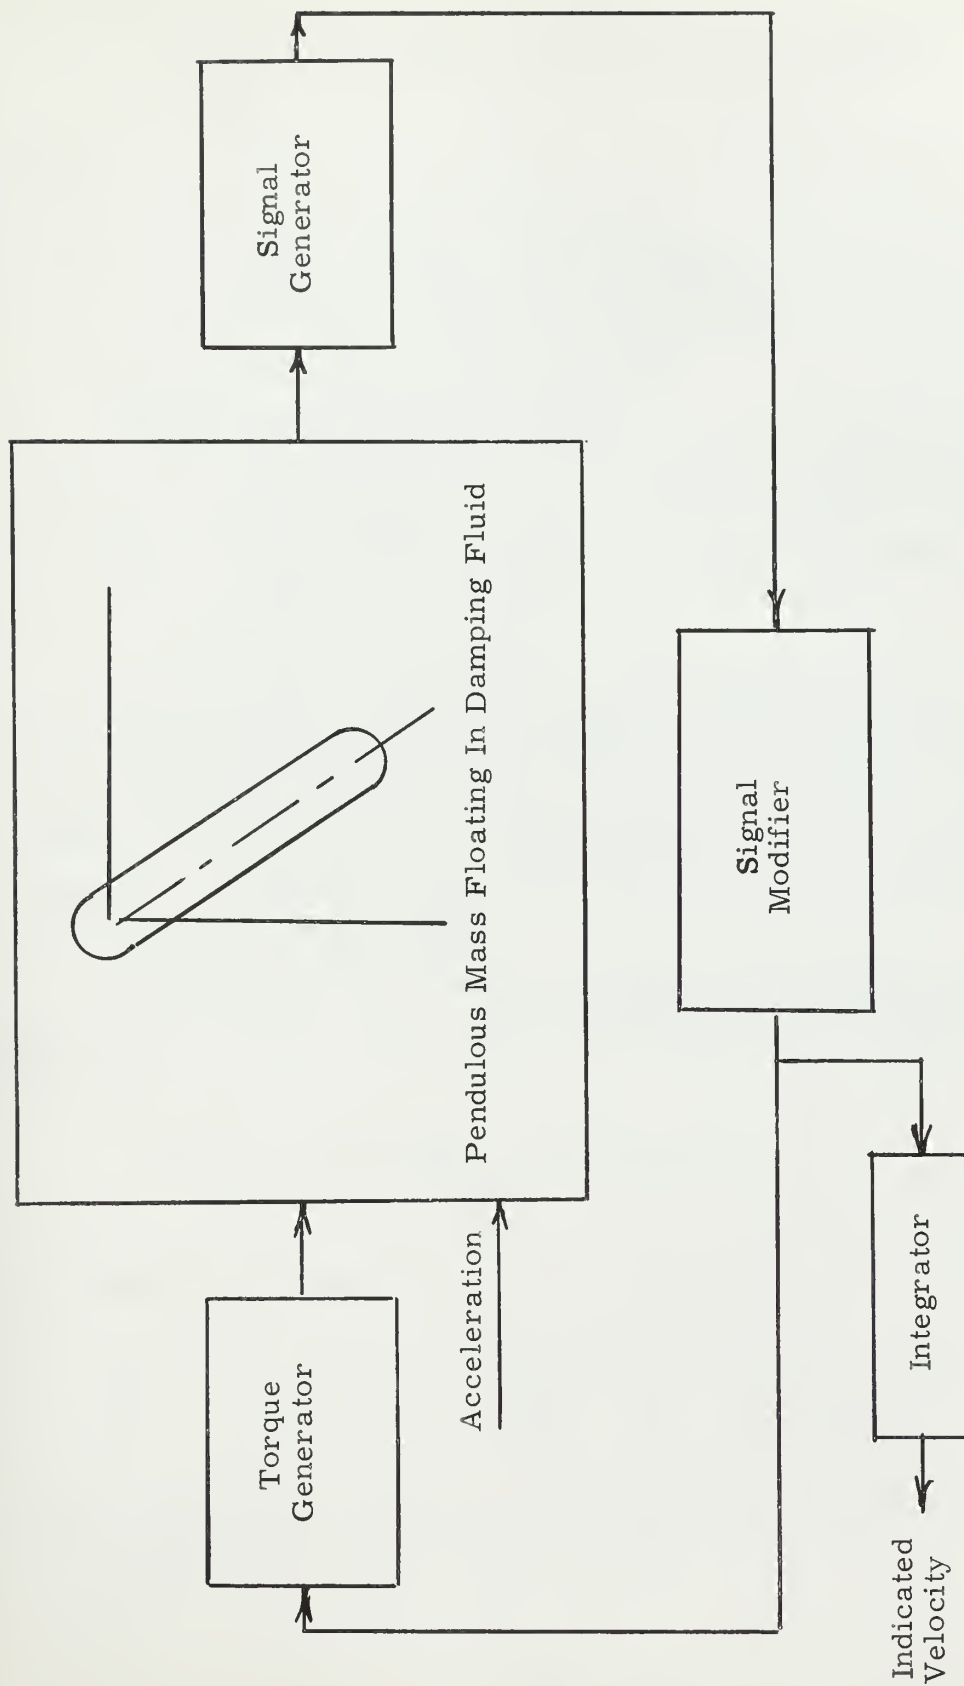 Torque
Generator
Acceleration
Pendulous Mass Floating In Damping Fluid
Signal
Generator
Signal
Modifier
Integrator
Indicated
Velocity